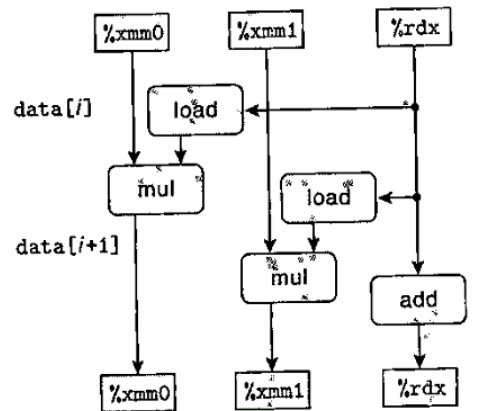 %xmm0 %xmm1 %rdx
data[i] load
mul load
data[i+1] mul
add
%xmm0 %xmm1 %rdx